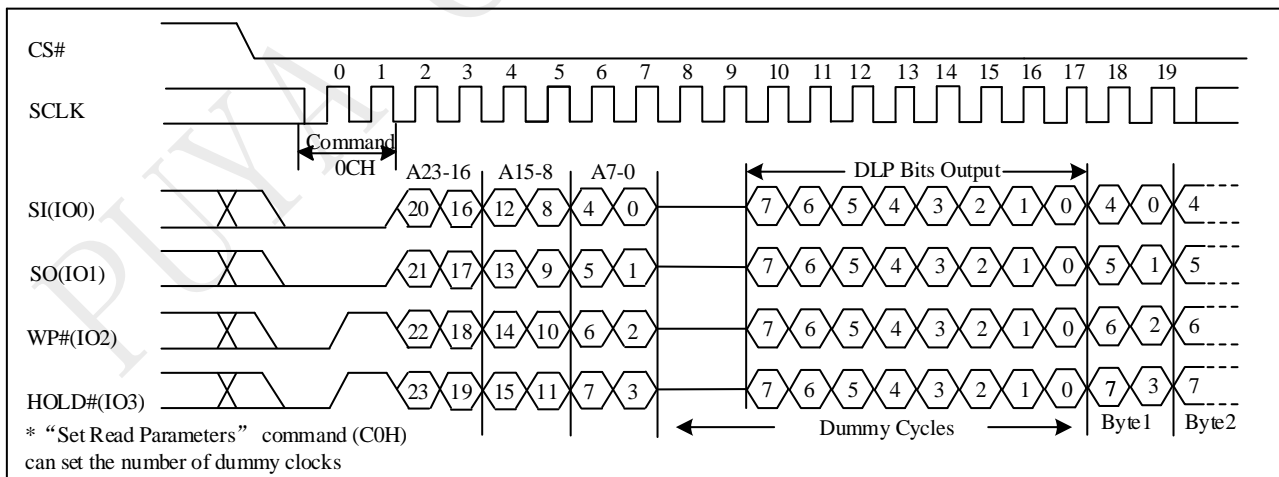 PUYA
CS#
0 1 2 3 4 5 6 7 8 9 10 11 12 13 14 15 16 17 18 19
SCLK
Command
0CH
A23-16 A15-8 A7-0 DLP Bits Output
SI(IO0) 20 16 12 8 4 0 7 6 5 4 3 2 1 0 4 0 4
SO(IO1) 21 17 13 9 5 1 7 6 5 4 3 2 1 0 5 1 5
WP#(IO2) 22 18 14 10 6 2 7 6 5 4 3 2 1 0 6 2 6
HOLD#(IO3) 23 19 15 11 7 3 7 6 5 4 3 2 1 0 7 3 7
Dummy Cycles Byte1 Byte2
* “Set Read Parameters” command (C0H)
can set the number of dummy clocks